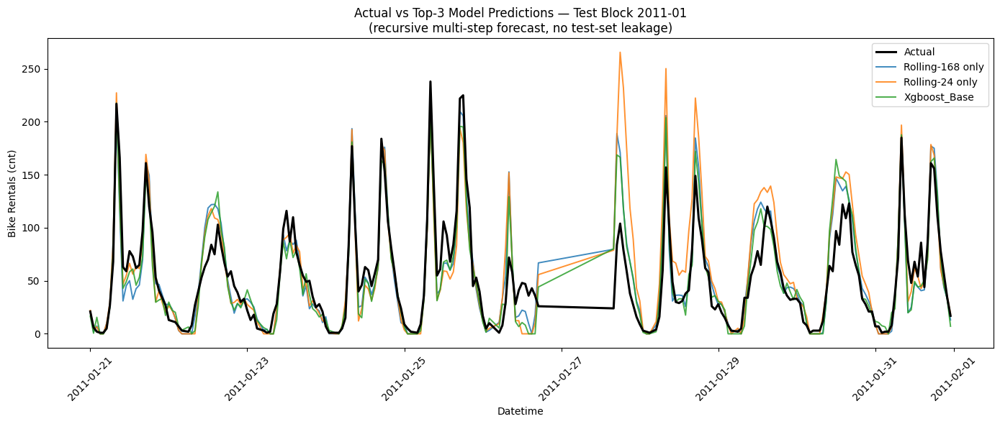 Actual vs Top-3 Model Predictions — Test Block 2011-01
(recursive multi-step forecast, no test-set leakage)
Actual
Rolling-168 only
Rolling-24 only
Xgboost_Base
Bike Rentals (cnt)
250
200
150
100
50
0
2011-01-21
2011-01-23
2011-01-25
2011-01-27
2011-01-29
2011-01-31
2011-02-01
Datetime